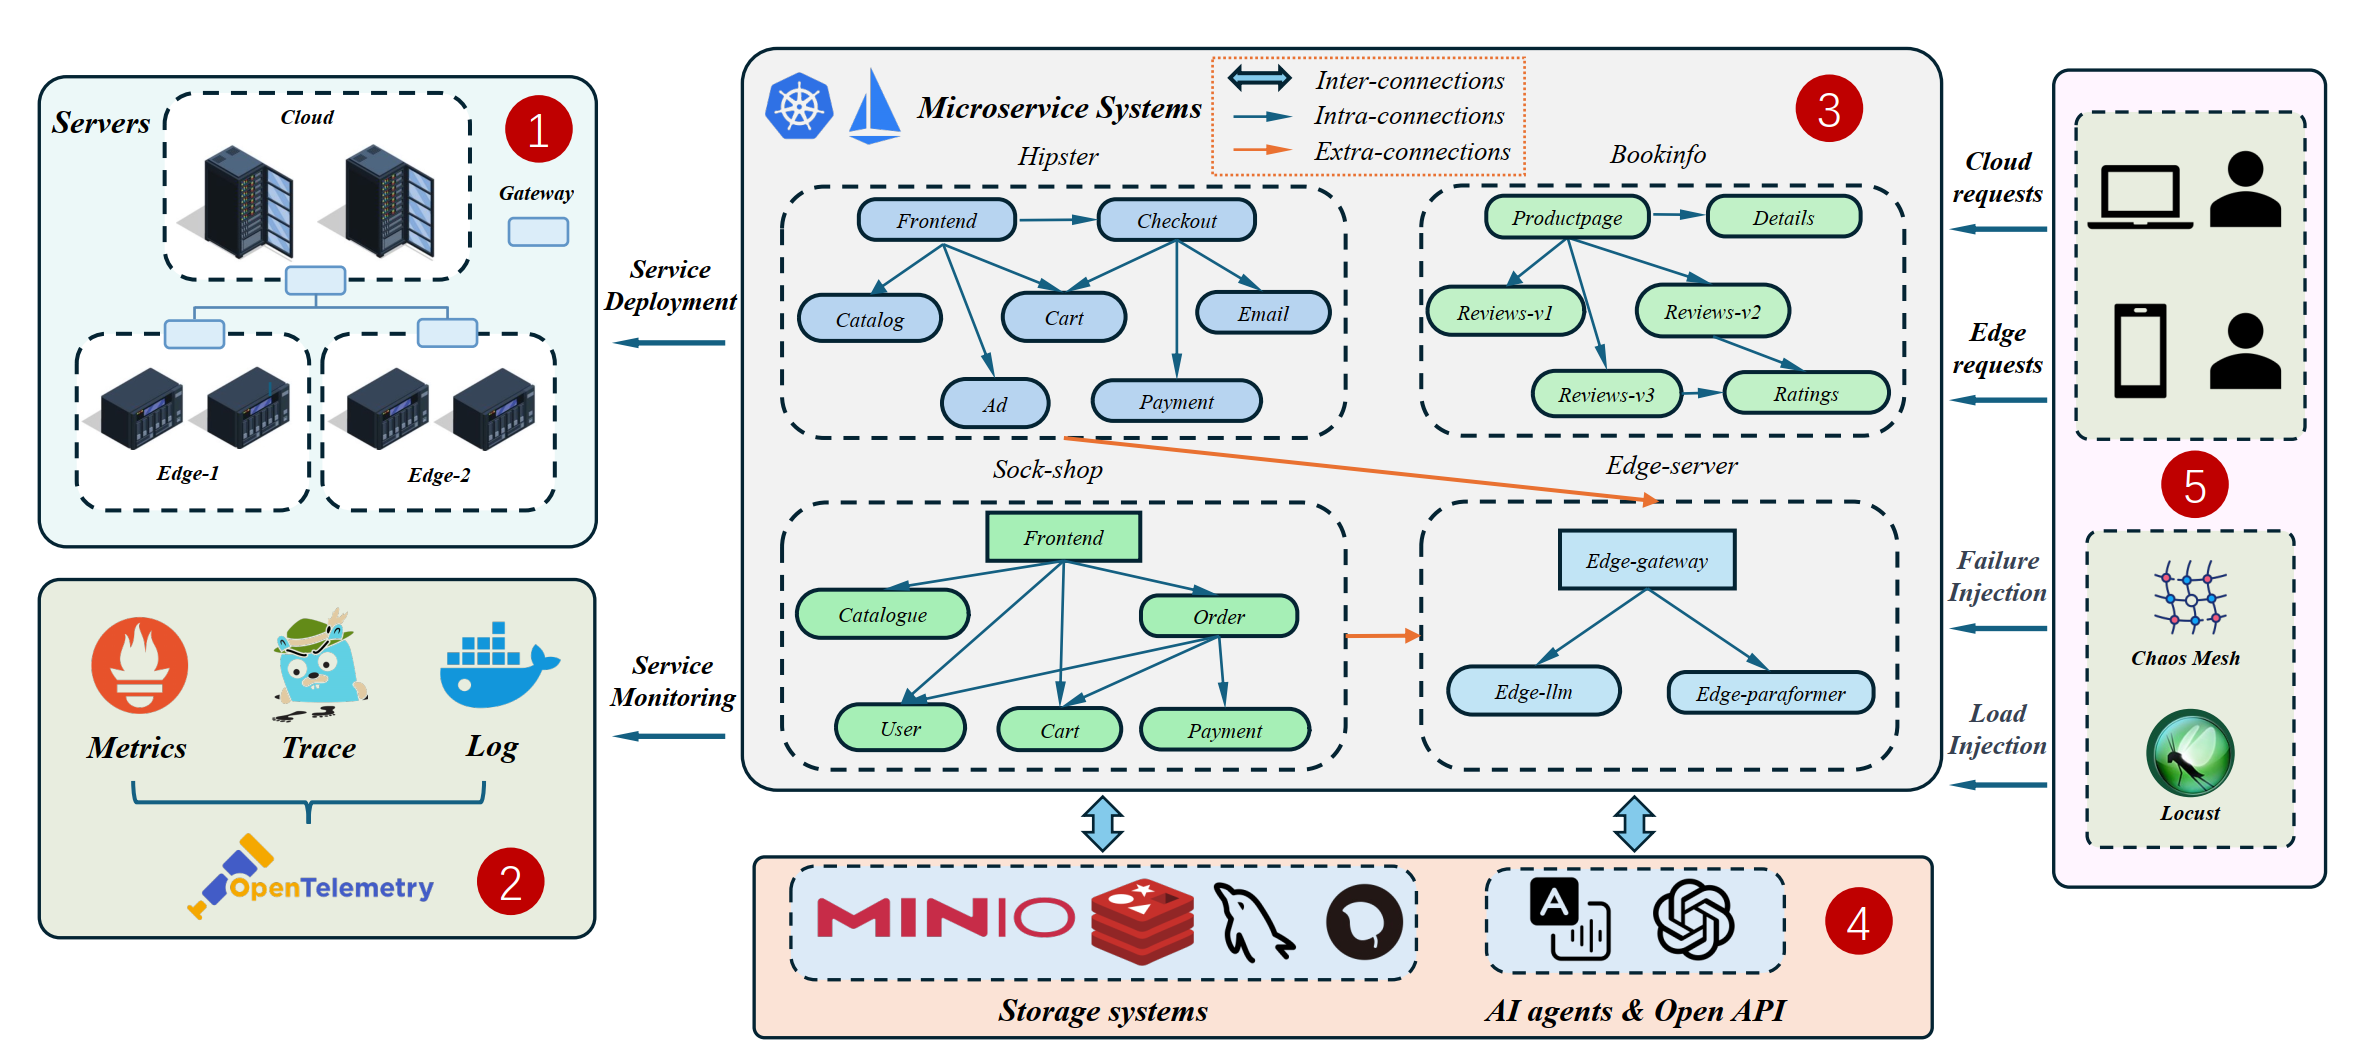 Servers
Cloud
1
Gateway
Edge-1
Edge-2
Metrics
Trace
Log
OpenTelemetry
2
Service
Deployment
Service
Monitoring
Microservice Systems
Inter-connections
Intra-connections
Extra-connections
3
Hipster
Frontend
Checkout
Catalog
Cart
Email
Ad
Payment
Bookinfo
Productpage
Details
Reviews-v1
Reviews-v2
Reviews-v3
Ratings
Sock-shop
Frontend
Catalogue
Order
User
Cart
Payment
Edge-server
Edge-gateway
Edge-llm
Edge-paraformer
MINIO
Storage systems
A
AI agents & Open API
4
Cloud
requests
Edge
requests
Failure
Injection
Load
Injection
5
Chaos Mesh
Locust